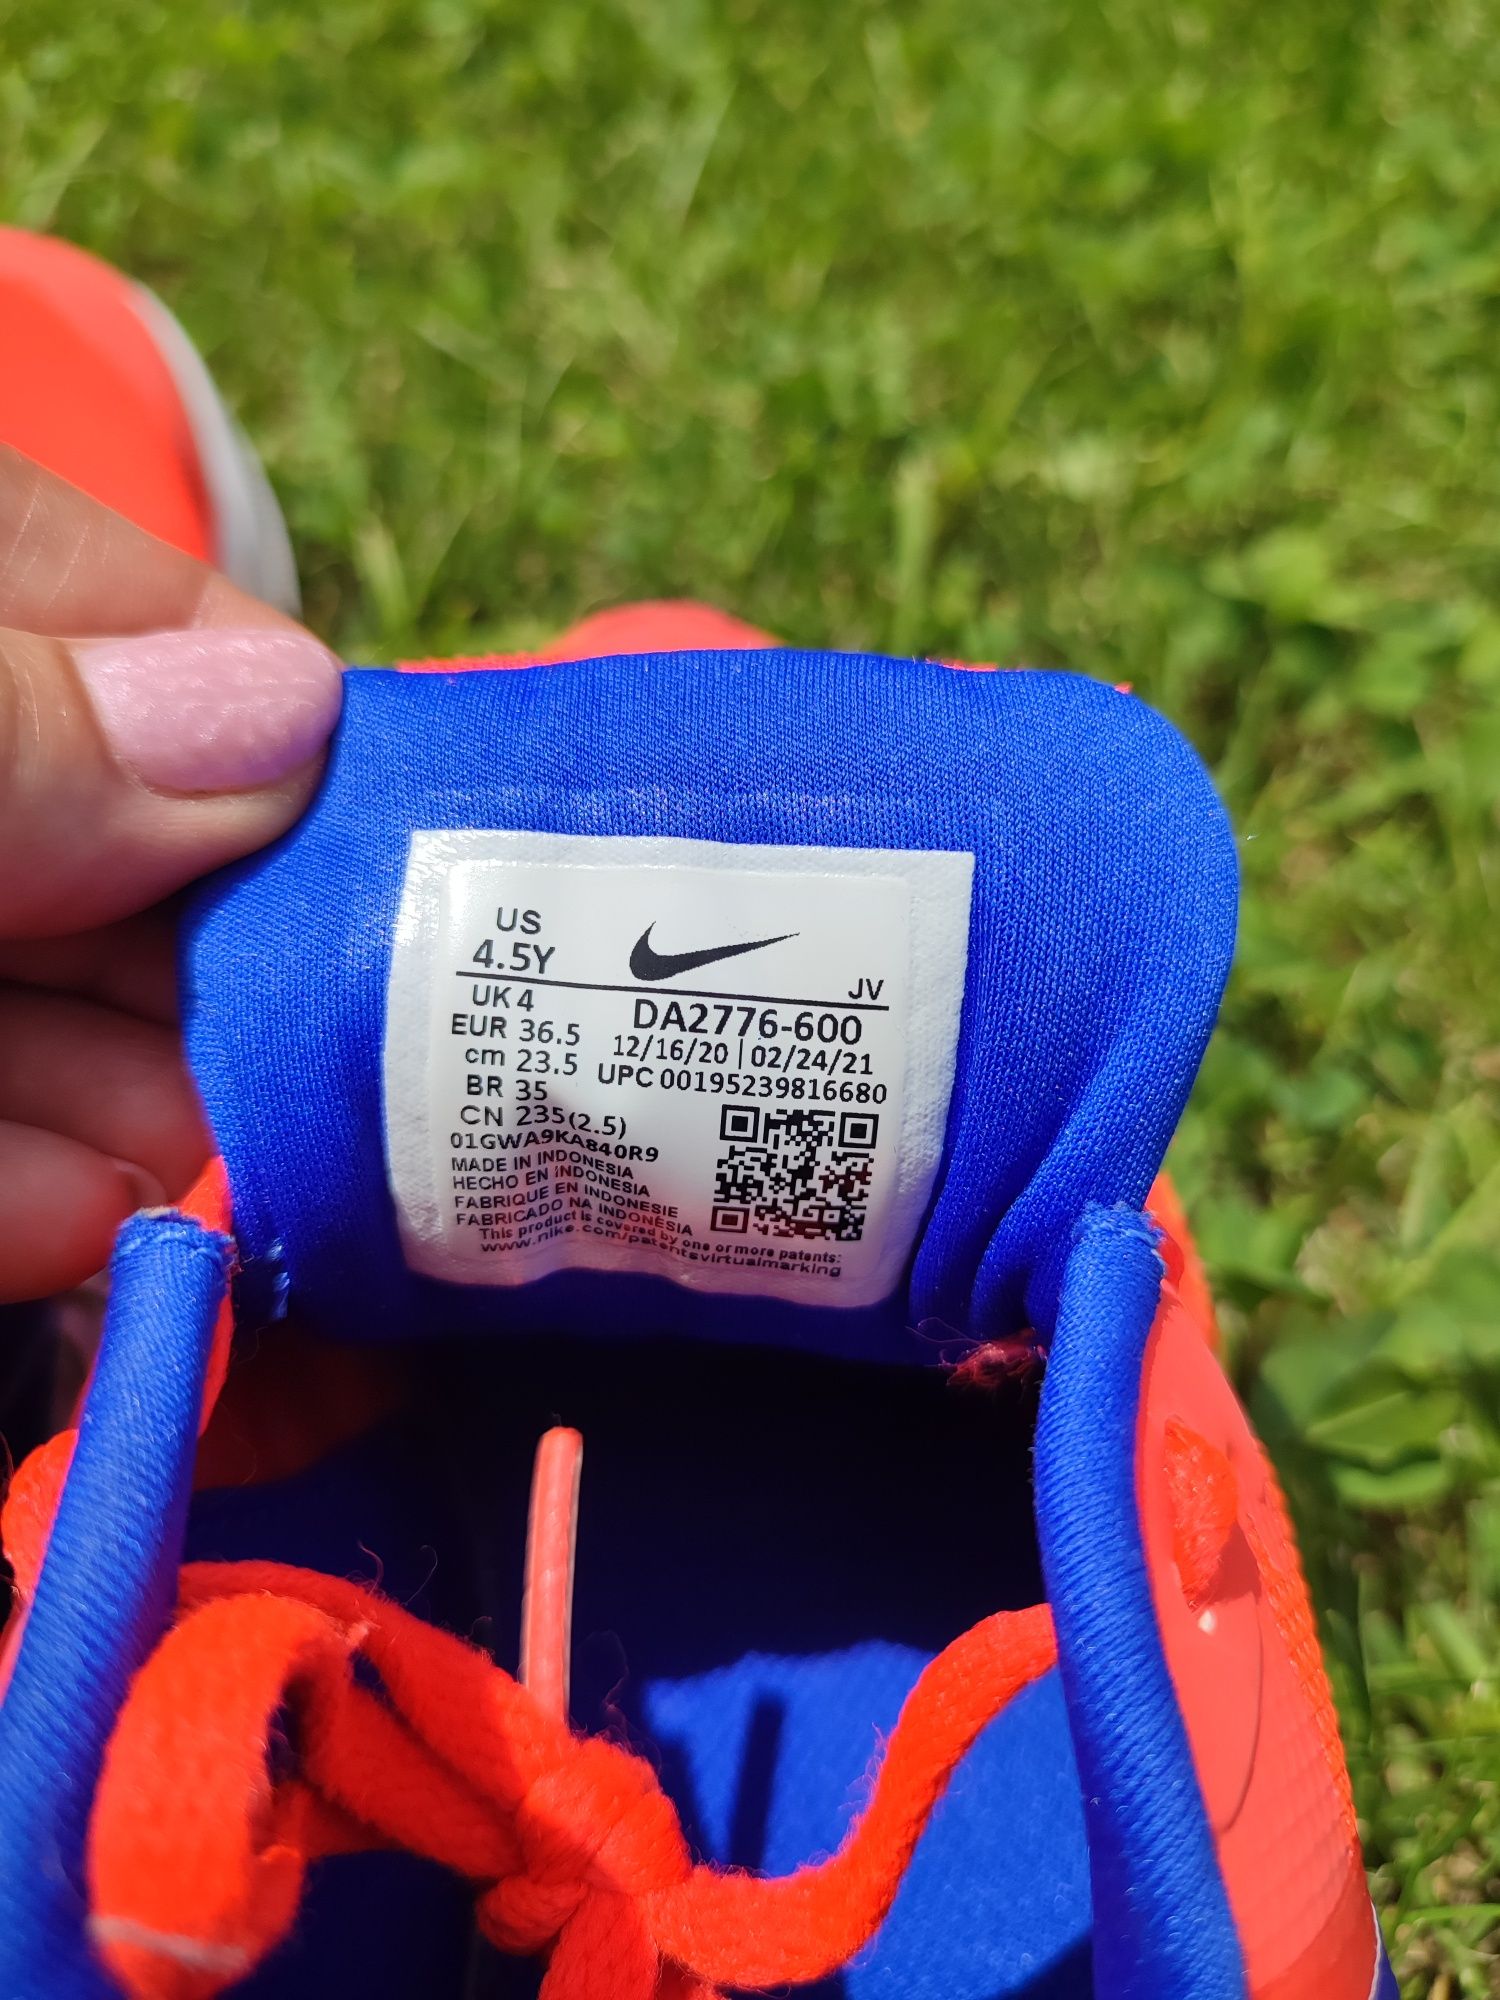 US
4.5Y
JV
UK 4
DA2776-600
EUR 36.5
12/16/20 | 02/24/21
cm 23.5
UPC 00195239816680
BR 35
CN 235(2.5)
01GWA9KA840R9
MADE IN INDONESIA
HECHO EN INDONESIA
FABRIQUE EN INDONESIE
FABRICADO NA INDONÉSIA
This product is covered by one or more patents:
www.nike.com/patentsvirtualmarking